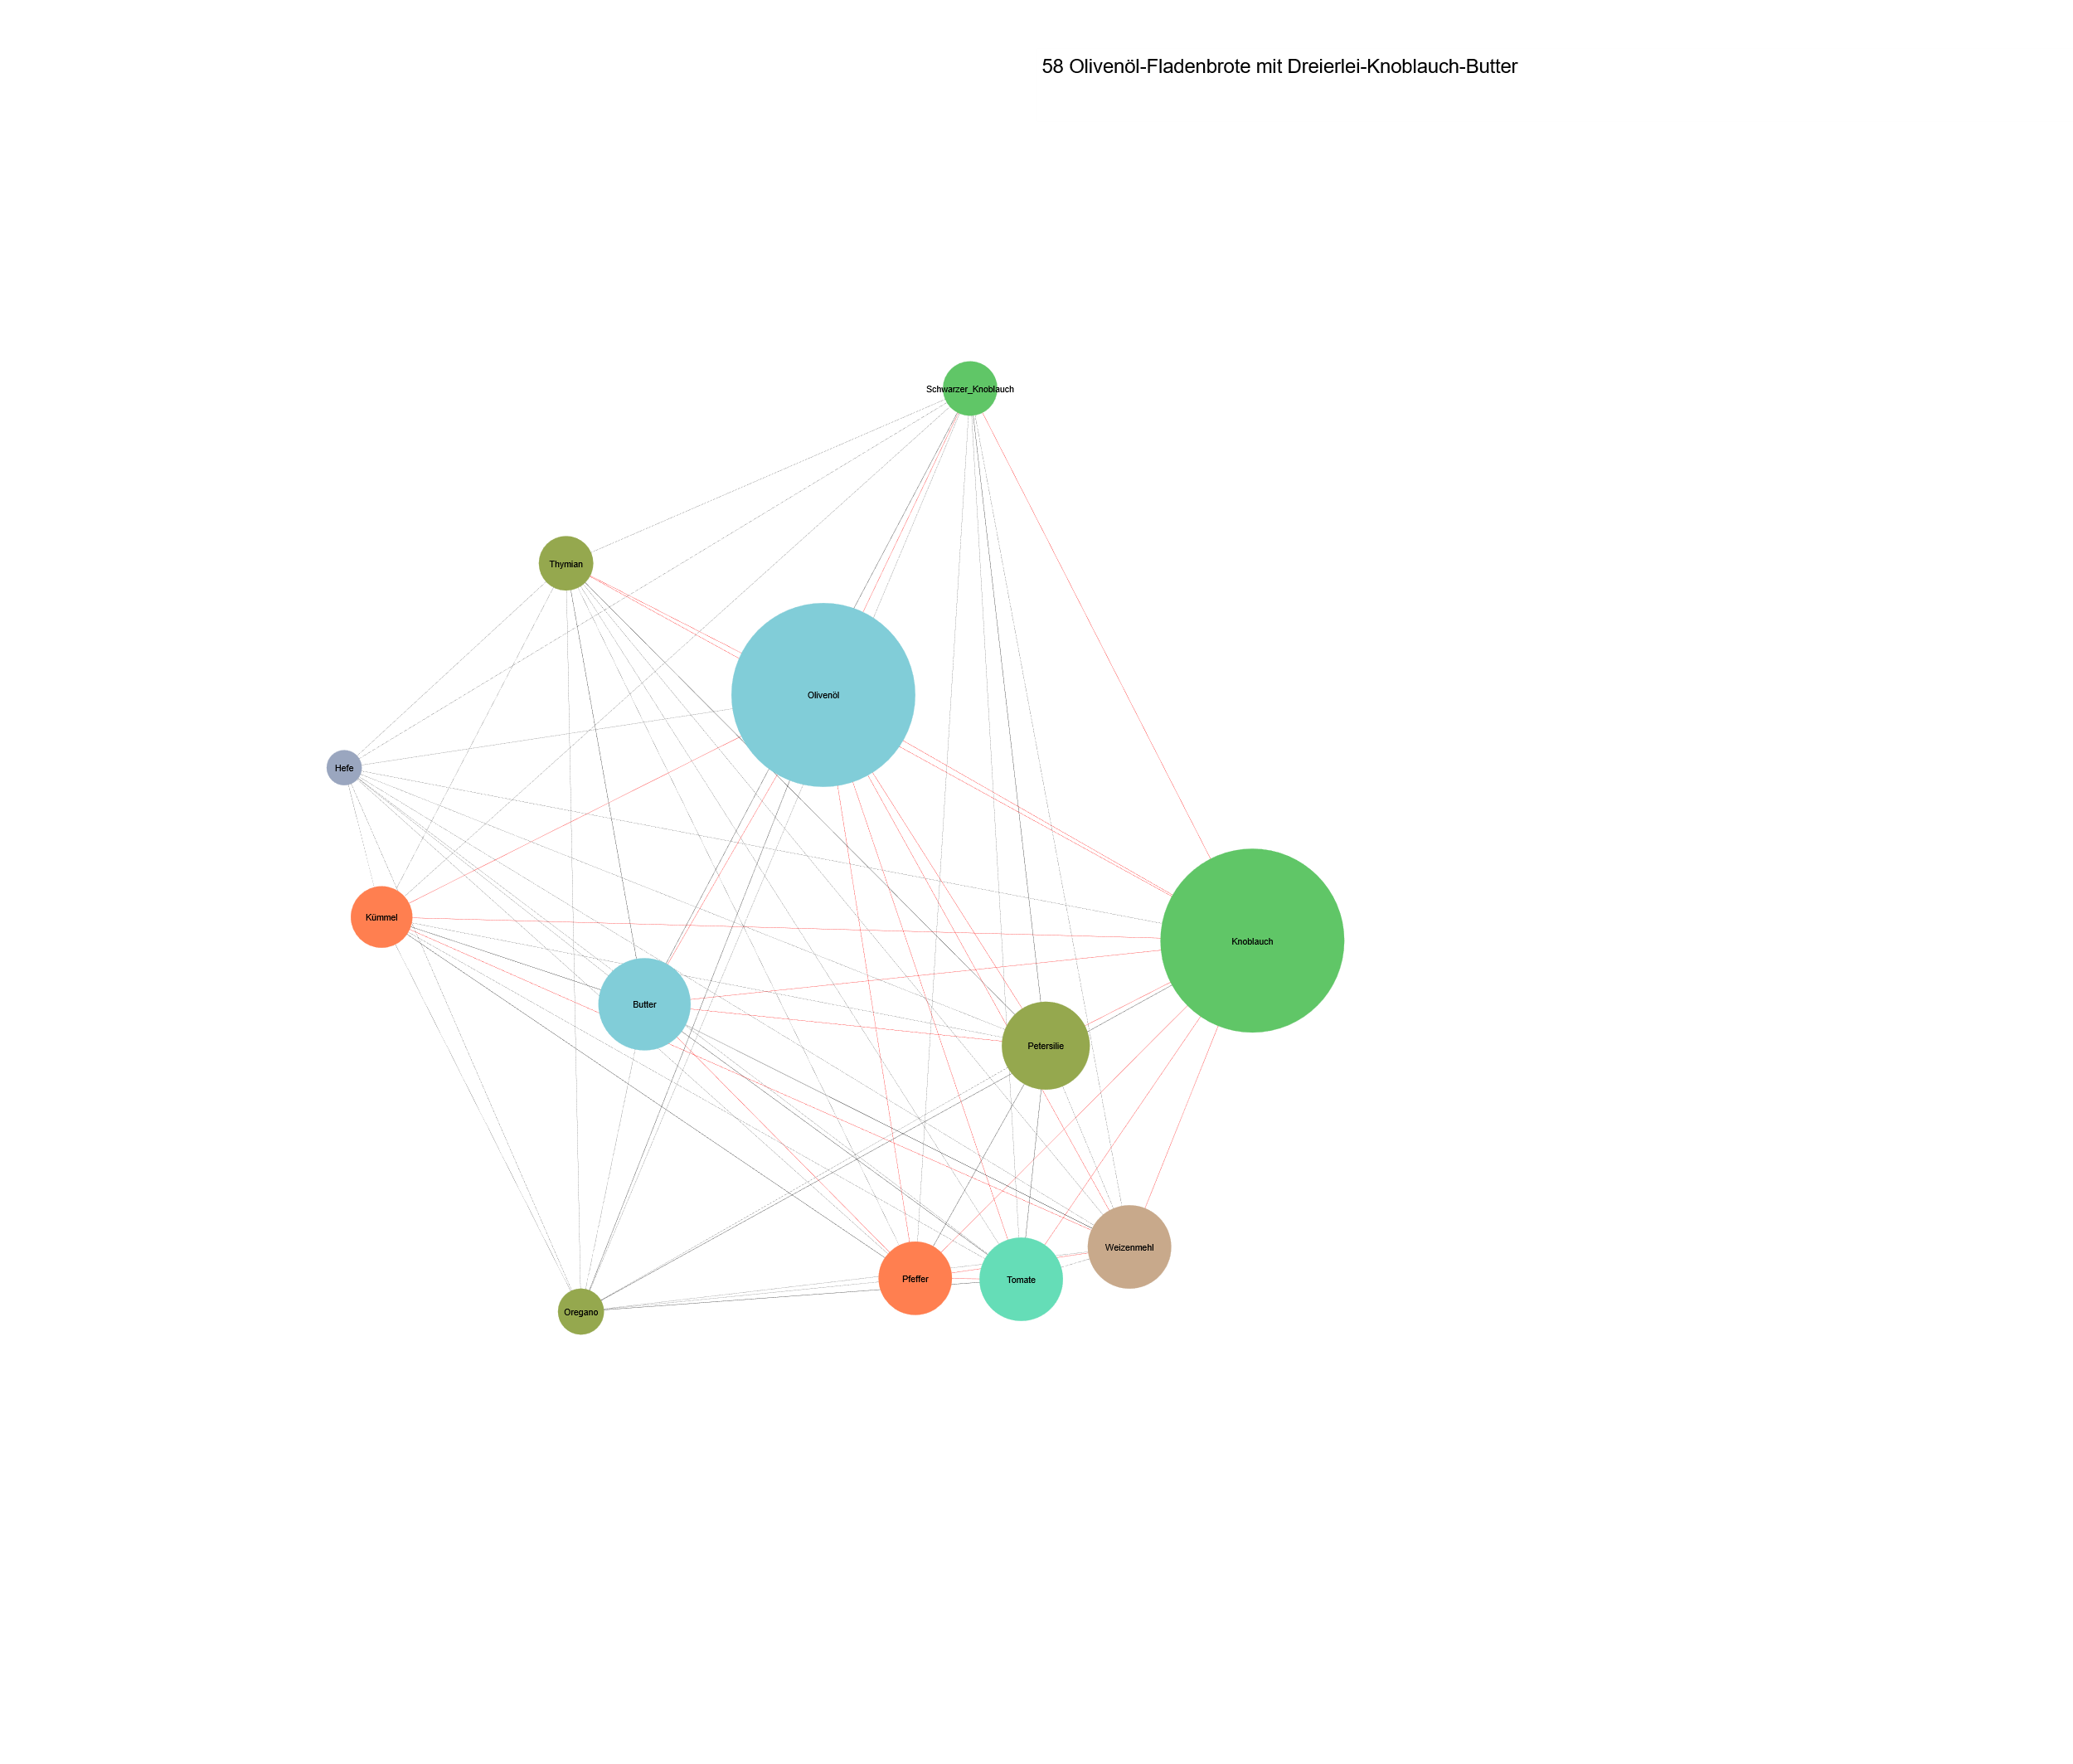 58 Olivenöl-Fladenbrote mit Dreierlei-Knoblauch-Butter
Schwarzer_Knoblauch
Thymian
Olivenöl
Hefe
Kümmel
Knoblauch
Butter
Petersilie
Weizenmehl
Pfeffer
Tomate
Oregano